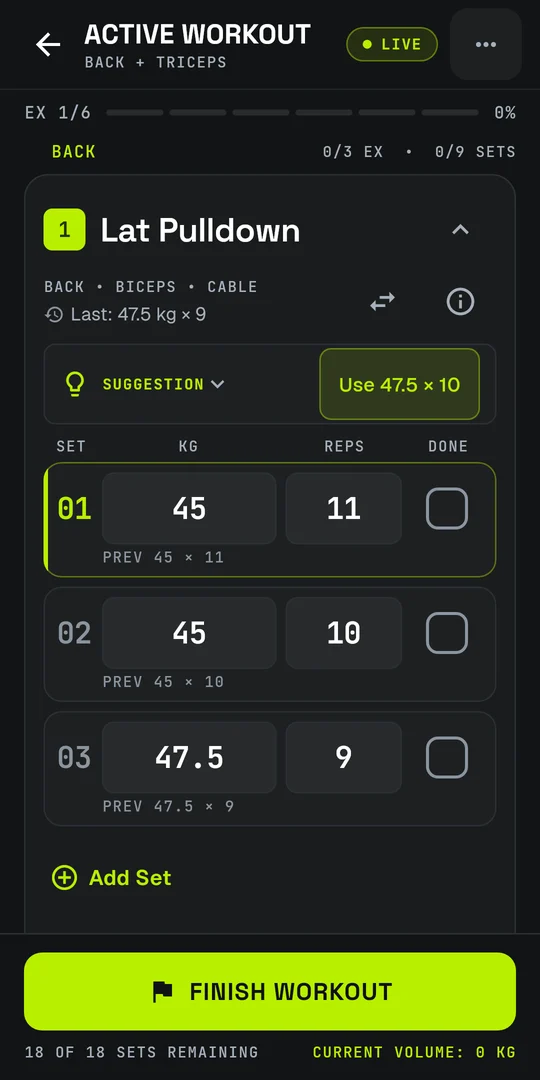 ACTIVE WORKOUT
BACK + TRICEPS
LIVE
EX 1/6
0%
BACK
0/3 EX • 0/9 SETS
1 Lat Pulldown
BACK • BICEPS • CABLE
Last: 47.5 kg × 9
SUGGESTION
Use 47.5 × 10
SET KG REPS DONE
01 45 11
PREV 45 × 11
02 45 10
PREV 45 × 10
03 47.5 9
PREV 47.5 × 9
Add Set
FINISH WORKOUT
18 OF 18 SETS REMAINING
CURRENT VOLUME: 0 KG